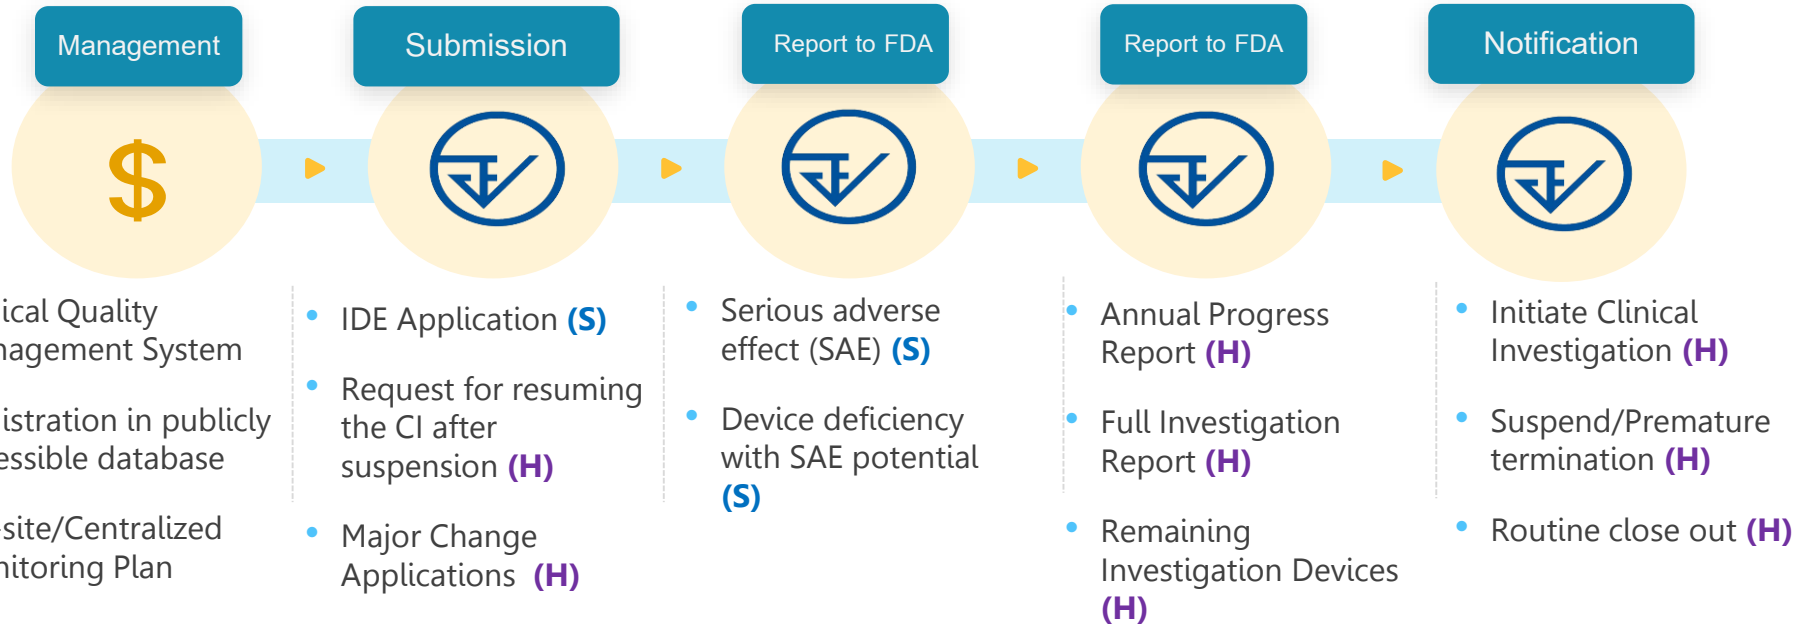 Management
Submission
Report to FDA
Report to FDA
Notification
$
ical Quality
nagement System
istration in publicly
essible database
-site/Centralized
nitoring Plan
• IDE Application (S)
• Request for resuming
the CI after
suspension (H)
• Major Change
Applications (H)
• Serious adverse
effect (SAE) (S)
• Device deficiency
with SAE potential
(S)
• Annual Progress
Report (H)
• Full Investigation
Report (H)
• Remaining
Investigation Devices
(H)
• Initiate Clinical
Investigation (H)
• Suspend/Premature
termination (H)
• Routine close out (H)